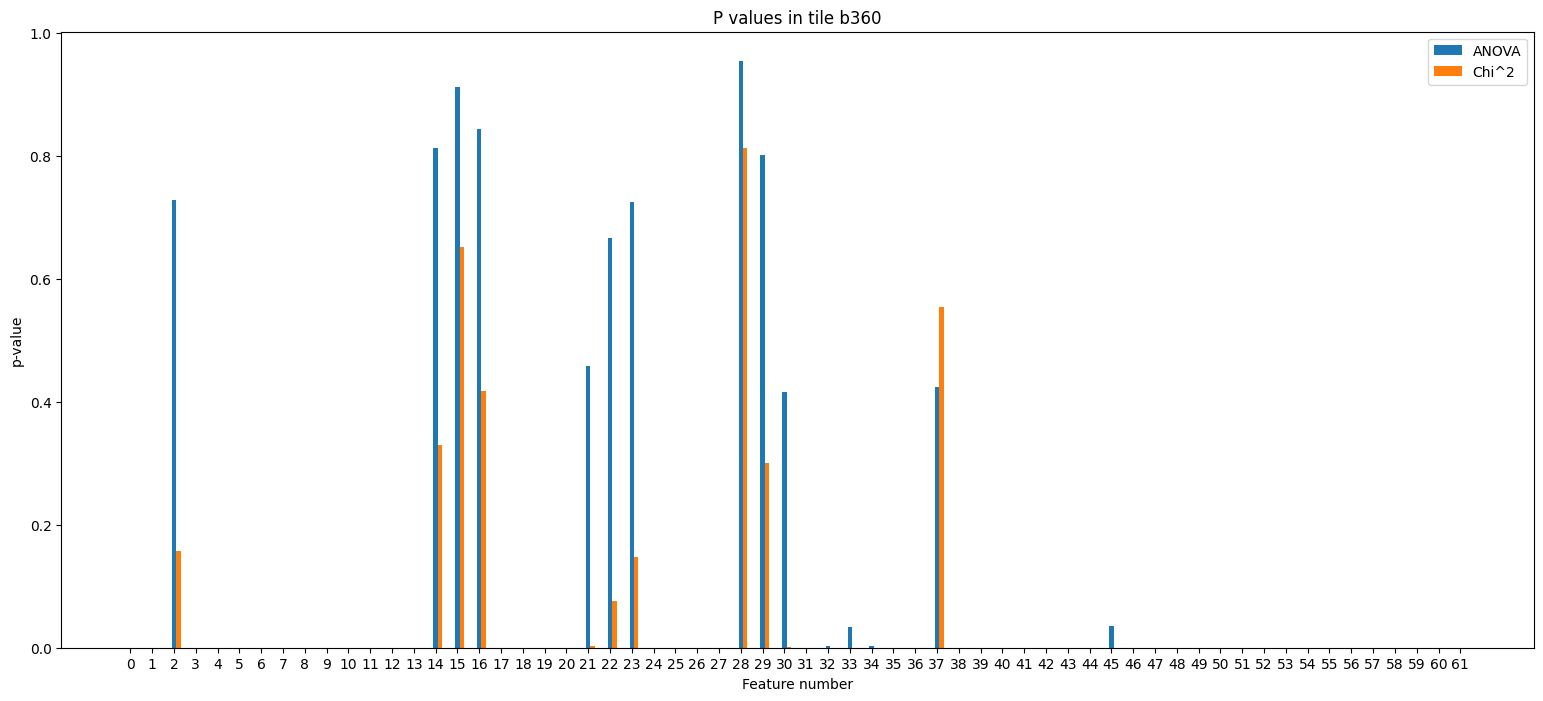 P values in tile b360
ANOVA
Chi^2
p-value
1.0
0.8
0.6
0.4
0.2
0.0
0 1 2 3 4 5 6 7 8 9 10 11 12 13 14 15 16 17 18 19 20 21 22 23 24 25 26 27 28 29 30 31 32 33 34 35 36 37 38 39 40 41 42 43 44 45 46 47 48 49 50 51 52 53 54 55 56 57 58 59 60 61
Feature number